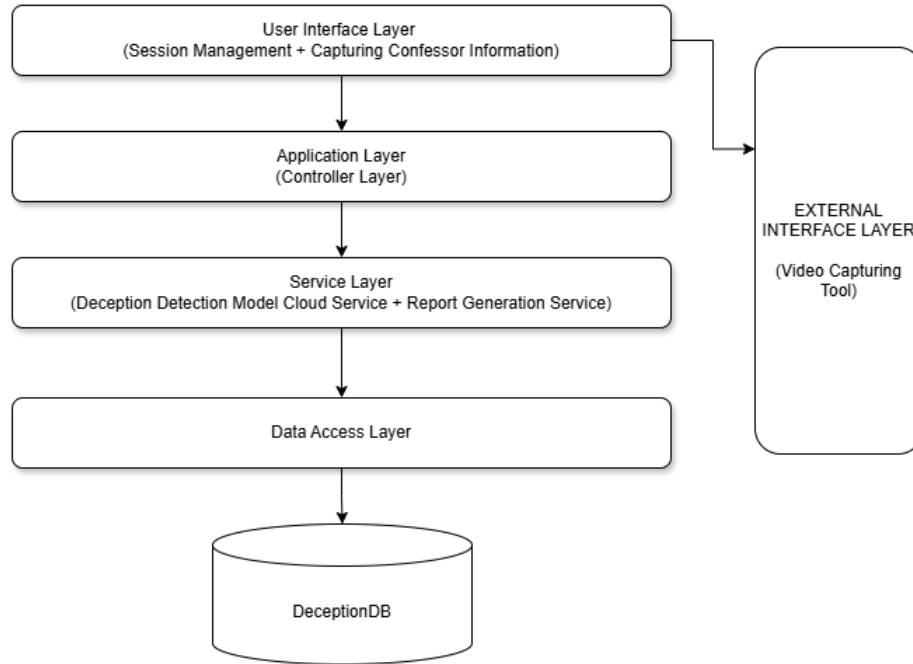 User Interface Layer
(Session Management + Capturing Confessor Information)
Application Layer
(Controller Layer)
Service Layer
(Deception Detection Model Cloud Service + Report Generation Service)
Data Access Layer
DeceptionDB
EXTERNAL
INTERFACE LAYER
(Video Capturing
Tool)